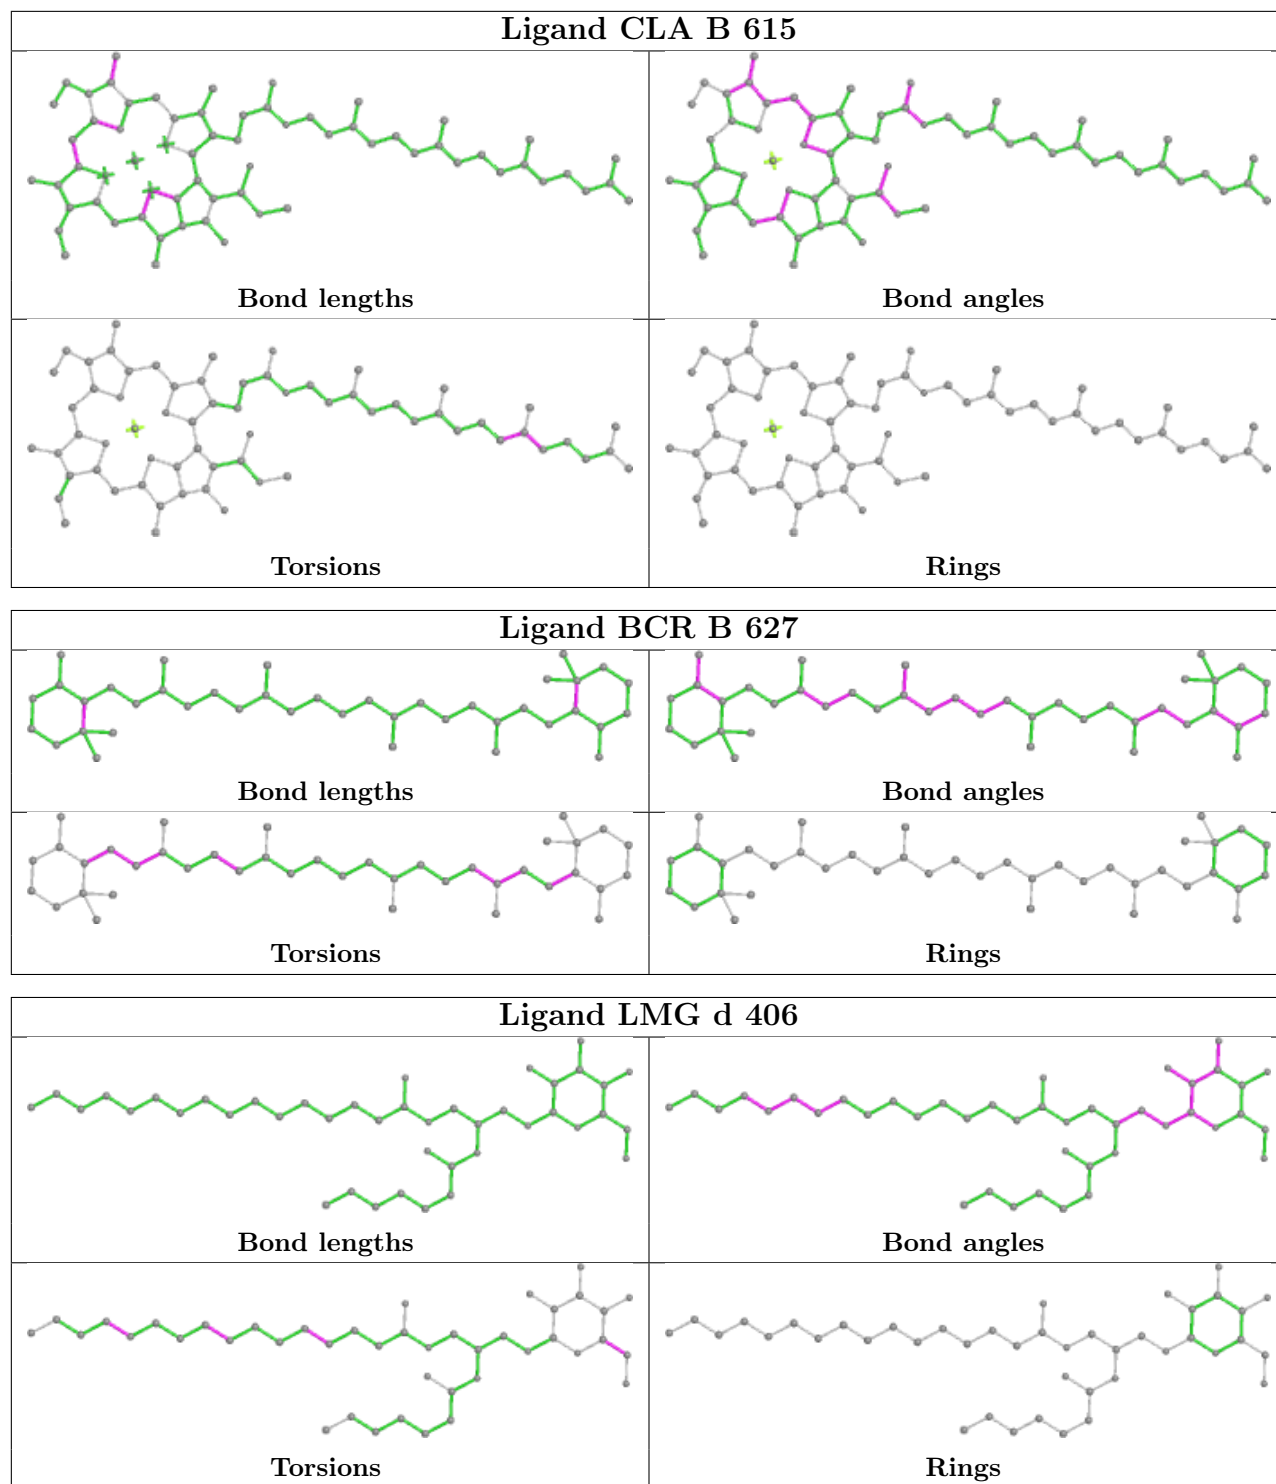 Ligand CLA B 615
Bond lengths
Bond angles
Torsions
Rings
Ligand BCR B 627
Bond lengths
Bond angles
Torsions
Rings
Ligand LMG d 406
Bond lengths
Bond angles
Torsions
Rings